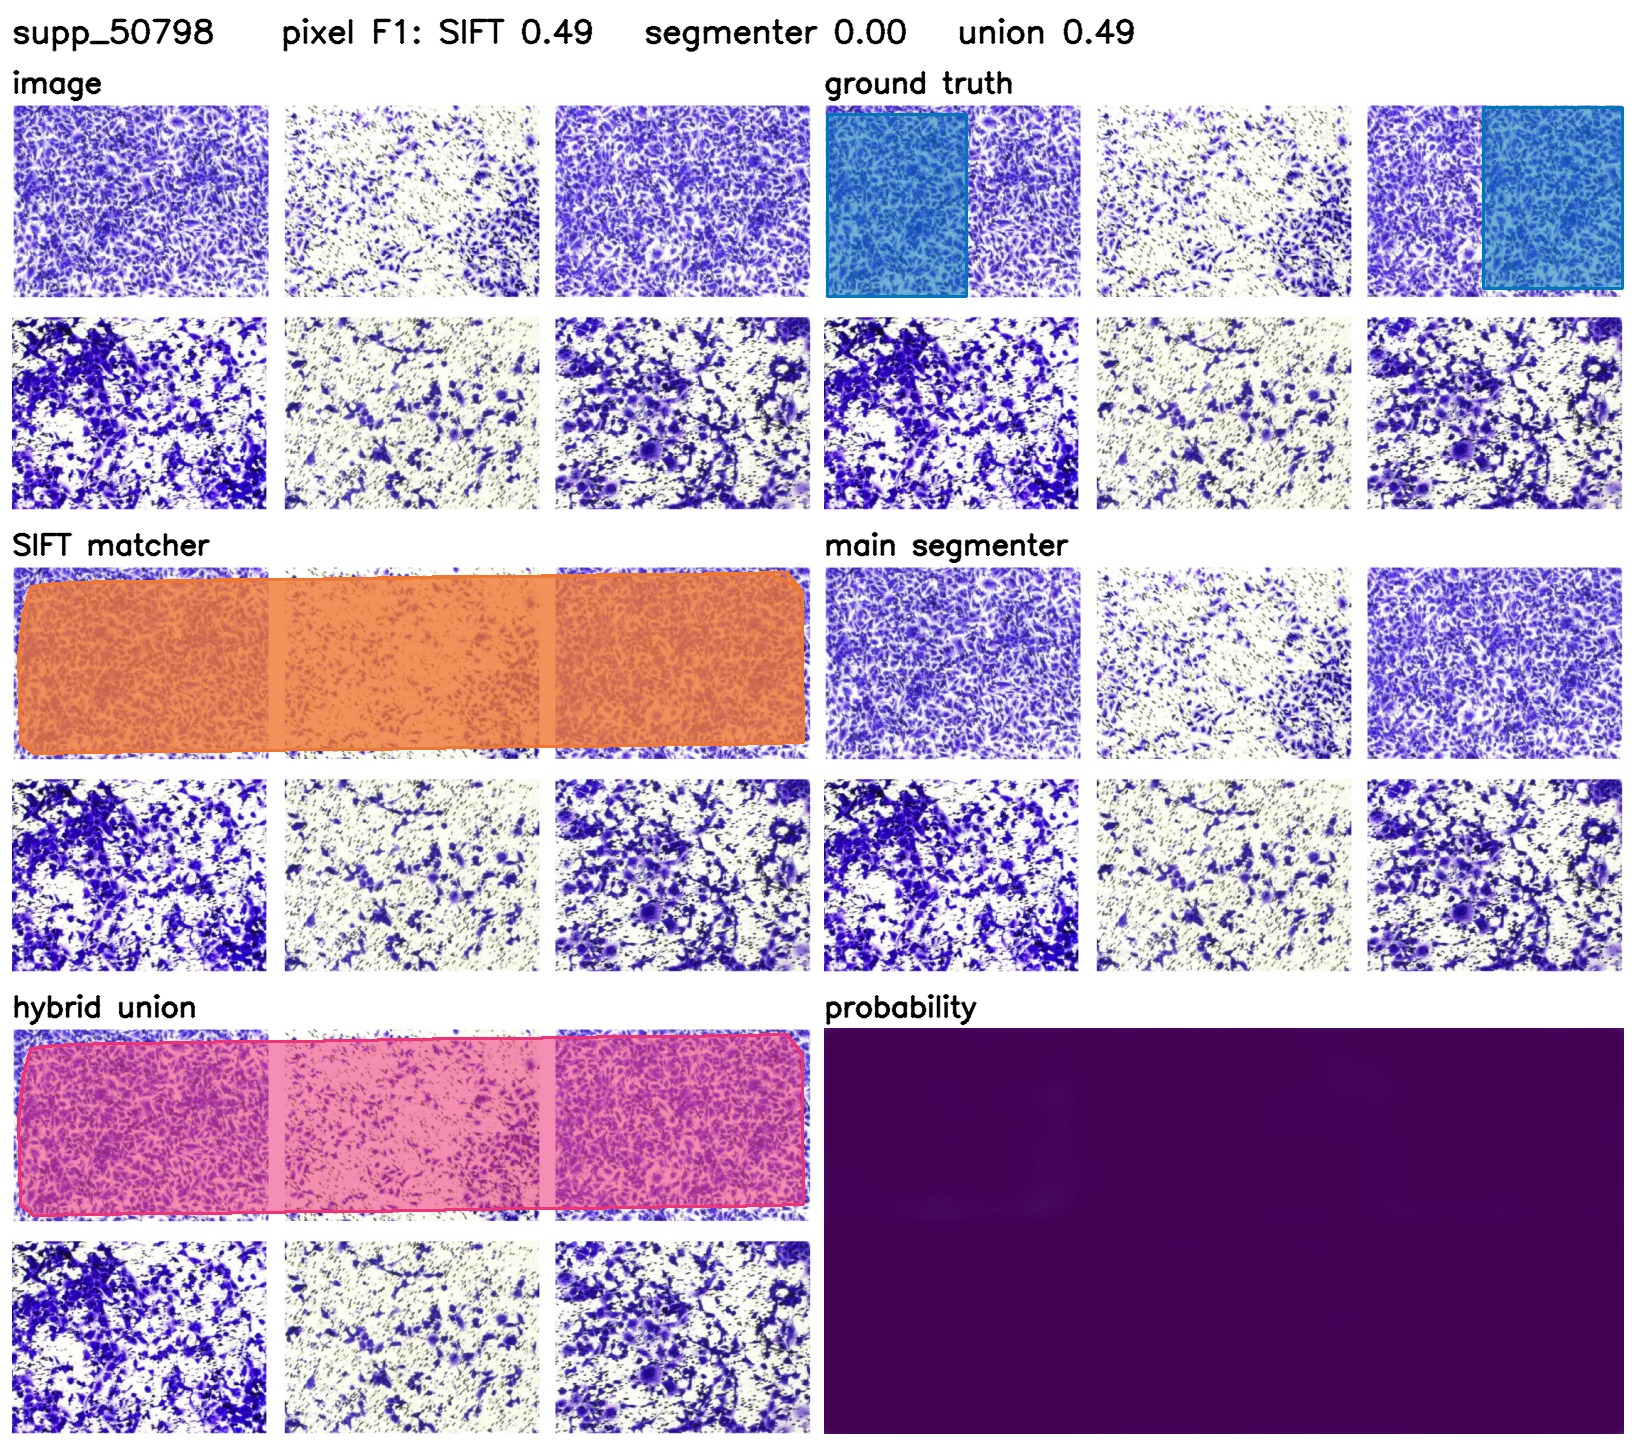 supp_50798 pixel F1: SIFT 0.49 segmenter 0.00 union 0.49
image
ground truth
SIFT matcher
main segmenter
hybrid union
probability